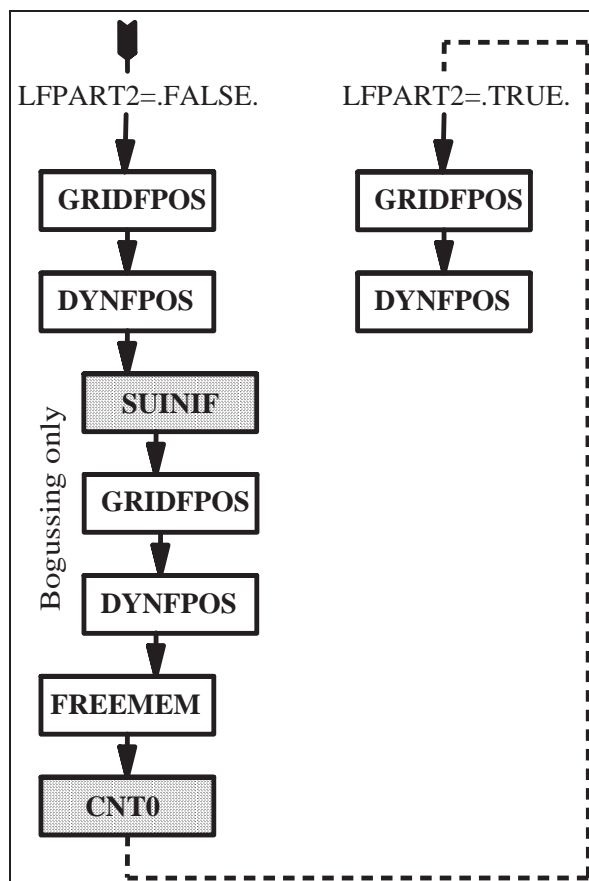 LFPART2=.FALSE.
GRIDFPOS
DYNFPOS
SUINIF
Bogussing only
GRIDFPOS
DYNFPOS
FREEMEM
CNT0
LFPART2=.TRUE.
GRIDFPOS
DYNFPOS